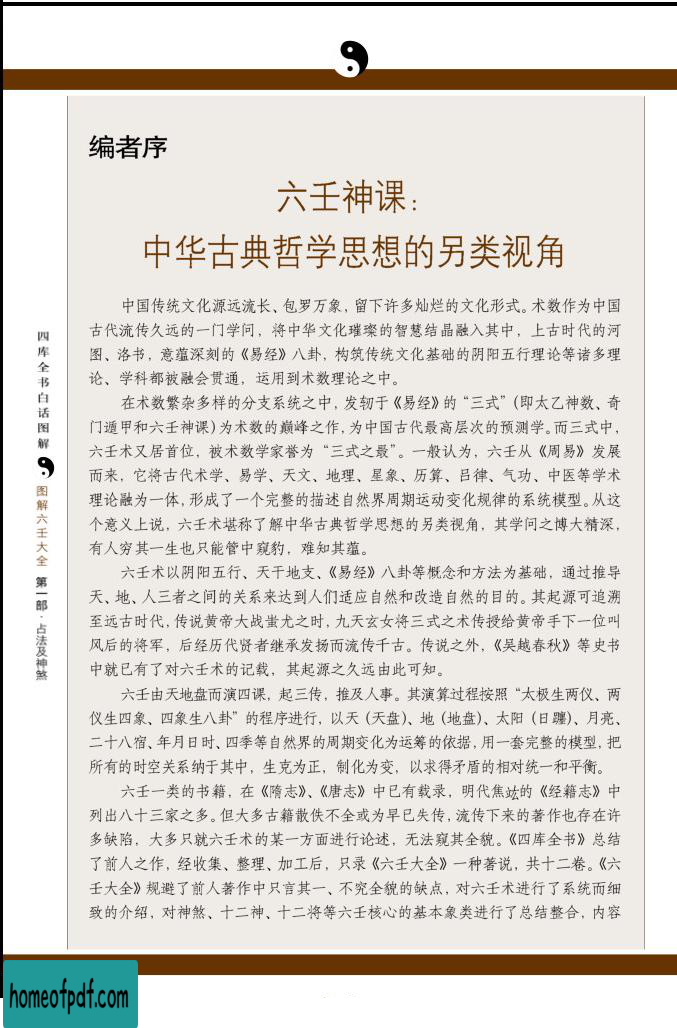 编者序
六壬神课：
中华古典哲学思想的另类视角
中国传统文化源远流长、包罗万象，留下许多灿烂的文化形式。术数作为中国
古代流传久远的一门学问，将中华文化璀璨的智慧结晶融入其中，上古时代的河
图、洛书，意蕴深刻的《易经》八卦，构筑传统文化基础的阴阳五行理论等诸多理
论、学科都被融会贯通，运用到术数理论之中。
在术数繁杂多样的分支系统之中，发轫于《易经》的“三式”（即太乙神数、奇
门遁甲和六壬神课）为术数的巅峰之作，为中国古代最高层次的预测学。而三式中，
六壬术又居首位，被术数学家誉为“三式之最”。一般认为，六壬从《周易》发展
而来，它将古代术学、易学、天文、地理、星象、历算、吕律、气功、中医等学术
理论融为一体，形成了一个完整的描述自然界周期运动变化规律的系统模型。从这
个意义上说，六壬术堪称了解中华古典哲学思想的另类视角，其学问之博大精深，
有人穷其一生也只能管中窥豹，难知其蕴。
六壬术以阴阳五行、天干地支、《易经》八卦等概念和方法为基础，通过推导
天、地、人三者之间的关系来达到人们适应自然和改造自然的目的。其起源可追溯
至远古时代，传说黄帝大战蚩尤之时，九天玄女将三式之术传授给黄帝手下一位叫
风后的将军，后经历代贤者继承发扬而流传千古。传说之外，《吴越春秋》等史书
中就已有了对六壬术的记载，其起源之久远由此可知。
六壬由天地盘而演四课，起三传，推及人事。其演算过程按照“太极生两仪、两
仪生四象、四象生八卦”的程序进行，以天（天盘）、地（地盘）、太阳（日躔）、月亮、
二十八宿、年月日时、四季等自然界的周期变化为运筹的依据，用一套完整的模型，把
所有的时空关系纳于其中，生克为正，制化为变，以求得矛盾的相对统一和平衡。
六壬一类的书籍，在《隋志》、《唐志》中已有载录，明代焦竑的《经籍志》中
列出八十三家之多。但大多古籍散佚不全或为早已失传，流传下来的著作也存在许
多缺陷，大多只就六壬术的某一方面进行论述，无法窥其全貌。《四库全书》总结
了前人之作，经收集、整理、加工后，只录《六壬大全》一种著说，共十二卷。《六
壬大全》规避了前人著作中只言其一、不究全貌的缺点，对六壬术进行了系统而细
致的介绍，对神煞、十二神、十二将等六壬核心的基本象类进行了总结整合，内容
四库全书白话图解
图解六壬大全
第一部·占法及神煞
homeofpdf.com